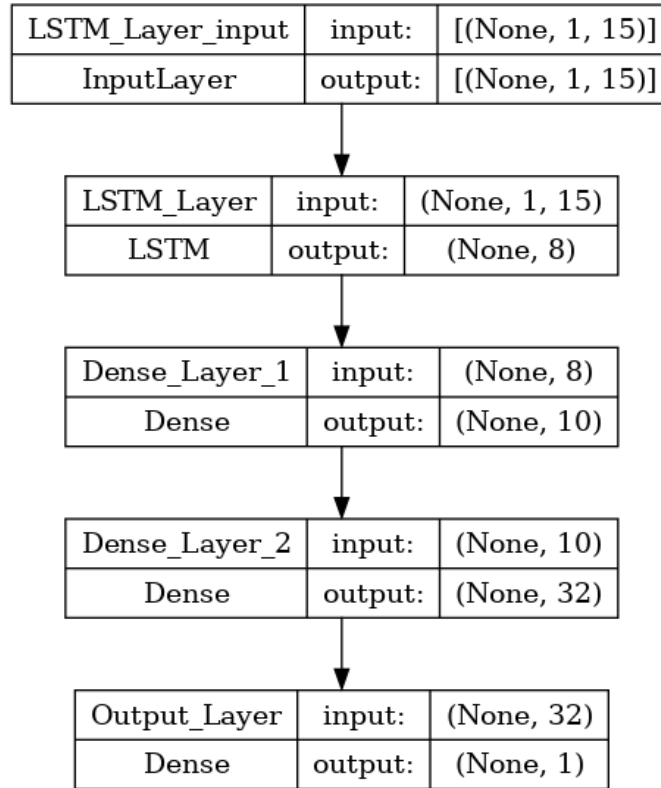 LSTM_Layer_input input: [(None, 1, 15)]
InputLayer output: [(None, 1, 15)]
LSTM_Layer input: (None, 1, 15)
LSTM output: (None, 8)
Dense_Layer_1 input: (None, 8)
Dense output: (None, 10)
Dense_Layer_2 input: (None, 10)
Dense output: (None, 32)
Output_Layer input: (None, 32)
Dense output: (None, 1)